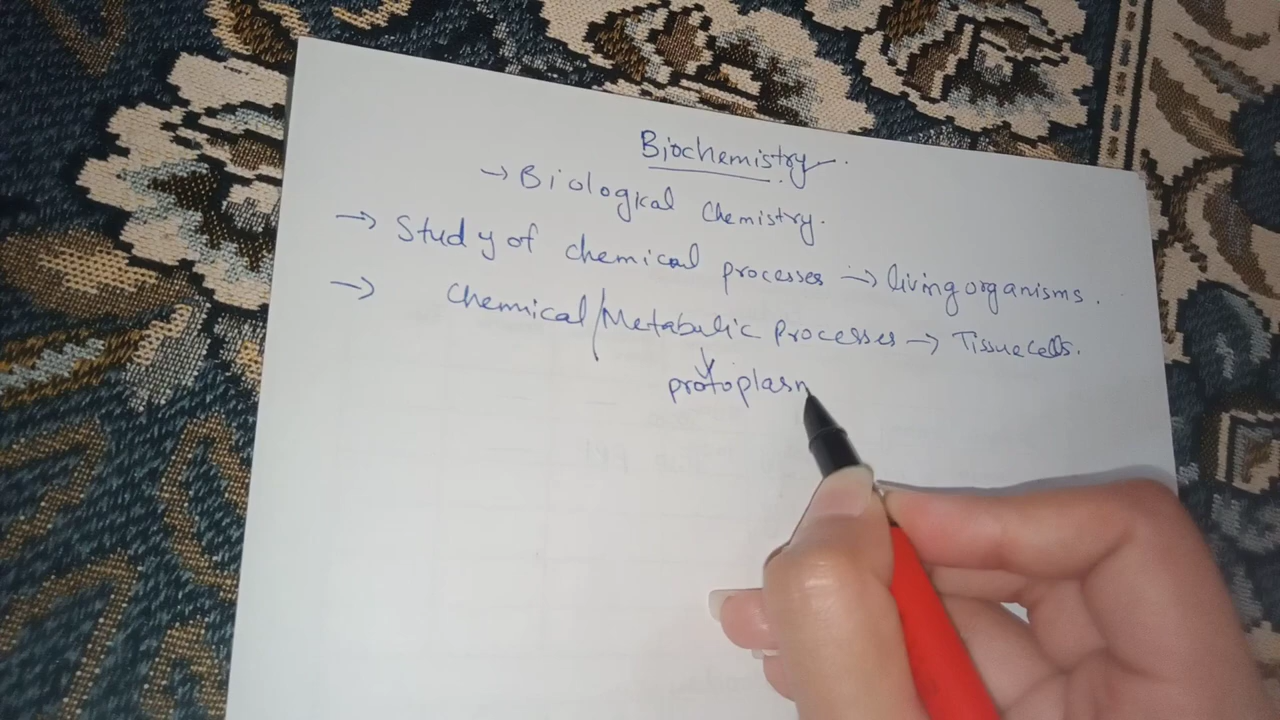 Biochemistry.
→ Biological Chemistry.
→ Study of chemical processes → living organisms.
→ Chemical/Metabolic Processes → Tissue cells.
↓
protoplasm